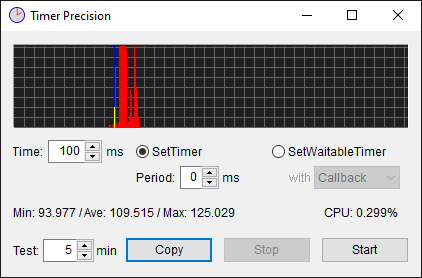 Timer Precision
Time: 100 ms SetTimer SetWaitableTimer
Period: 0 ms with Callback
Min: 93.977 / Ave: 109.515 / Max: 125.029 CPU: 0.299%
Test: 5 min Copy Stop Start